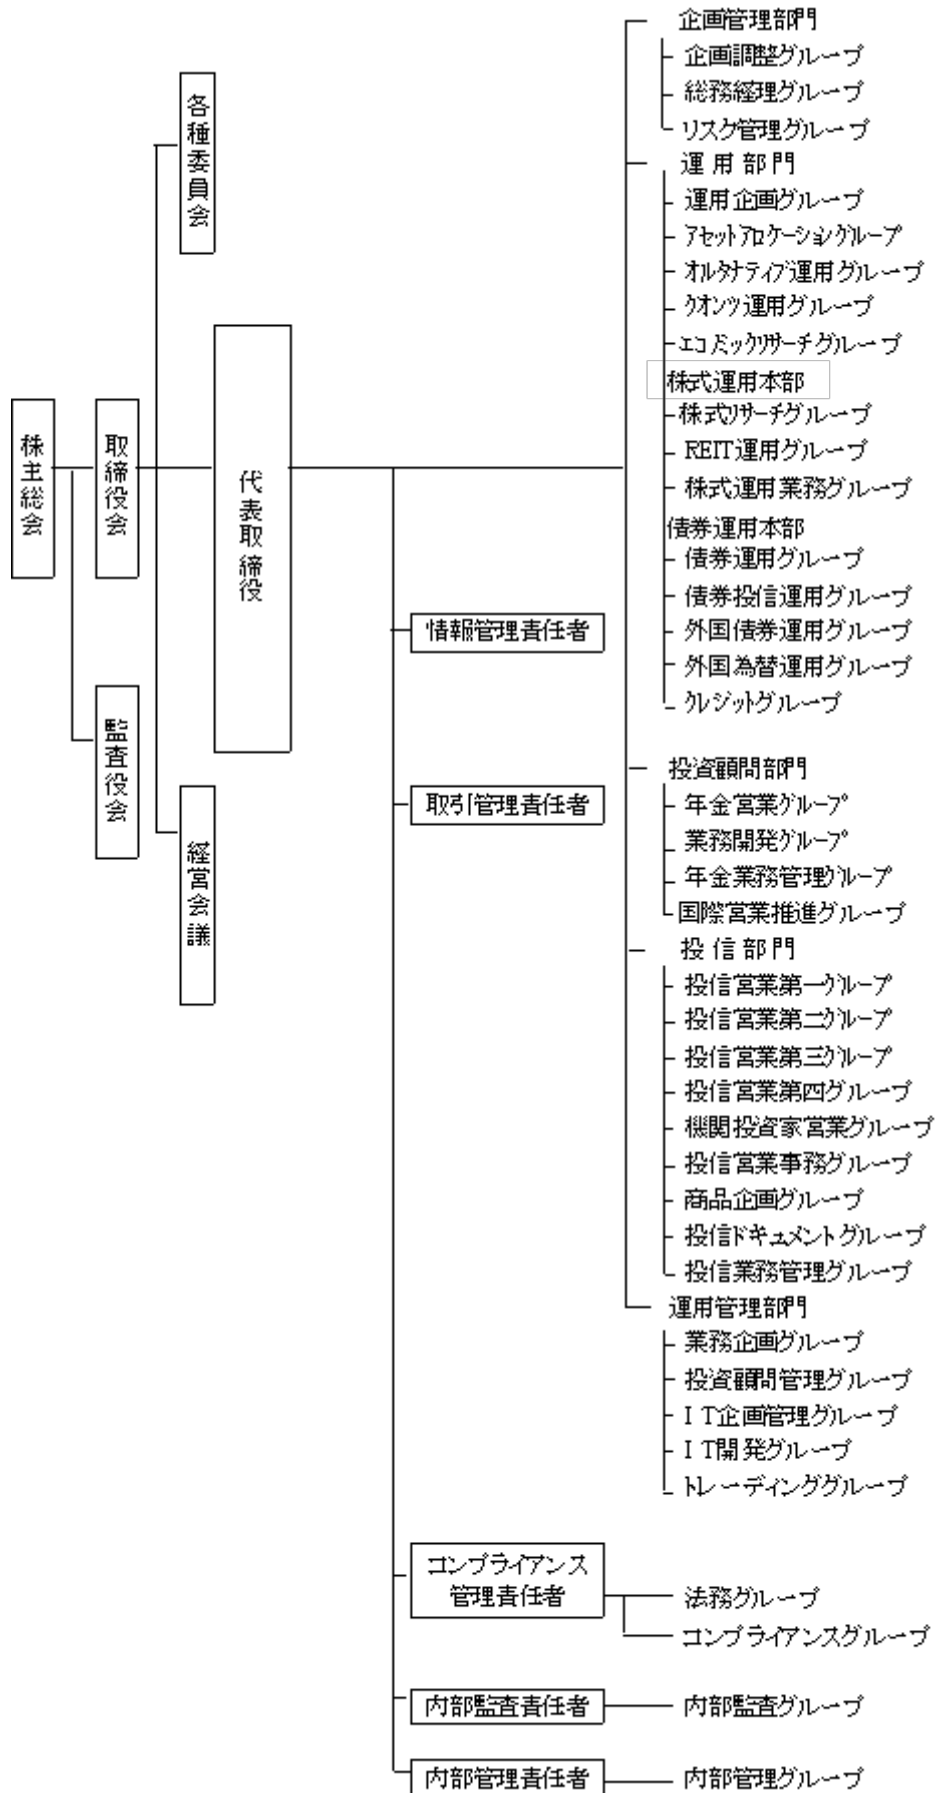 株主総会
取締役会
監査役会
各種委員会
経営会議
代表取締役
企画管理部門
企画調整グループ
総務経理グループ
リスク管理グループ
運用部門
運用企画グループ
アセットアロケーショングループ
オルタナティブ運用グループ
クオンツ運用グループ
エコノミックリサーチグループ
株式運用本部
株式リサーチグループ
REIT運用グループ
株式運用業務グループ
債券運用本部
債券運用グループ
債券投信運用グループ
外国債券運用グループ
外国為替運用グループ
クレジットグループ
情報管理責任者
取引管理責任者
投資顧問部門
年金営業グループ
業務開発グループ
年金業務管理グループ
国際営業推進グループ
投信部門
投信営業第一グループ
投信営業第二グループ
投信営業第三グループ
投信営業第四グループ
機関投資家営業グループ
投信営業事務グループ
商品企画グループ
投信ドキュメントグループ
投信業務管理グループ
運用管理部門
業務企画グループ
投資顧問管理グループ
ＩＴ企画管理グループ
ＩＴ開発グループ
トレーディンググループ
コンプライアンス
管理責任者
法務グループ
コンプライアンスグループ
内部監査責任者
内部監査グループ
内部管理責任者
内部管理グループ